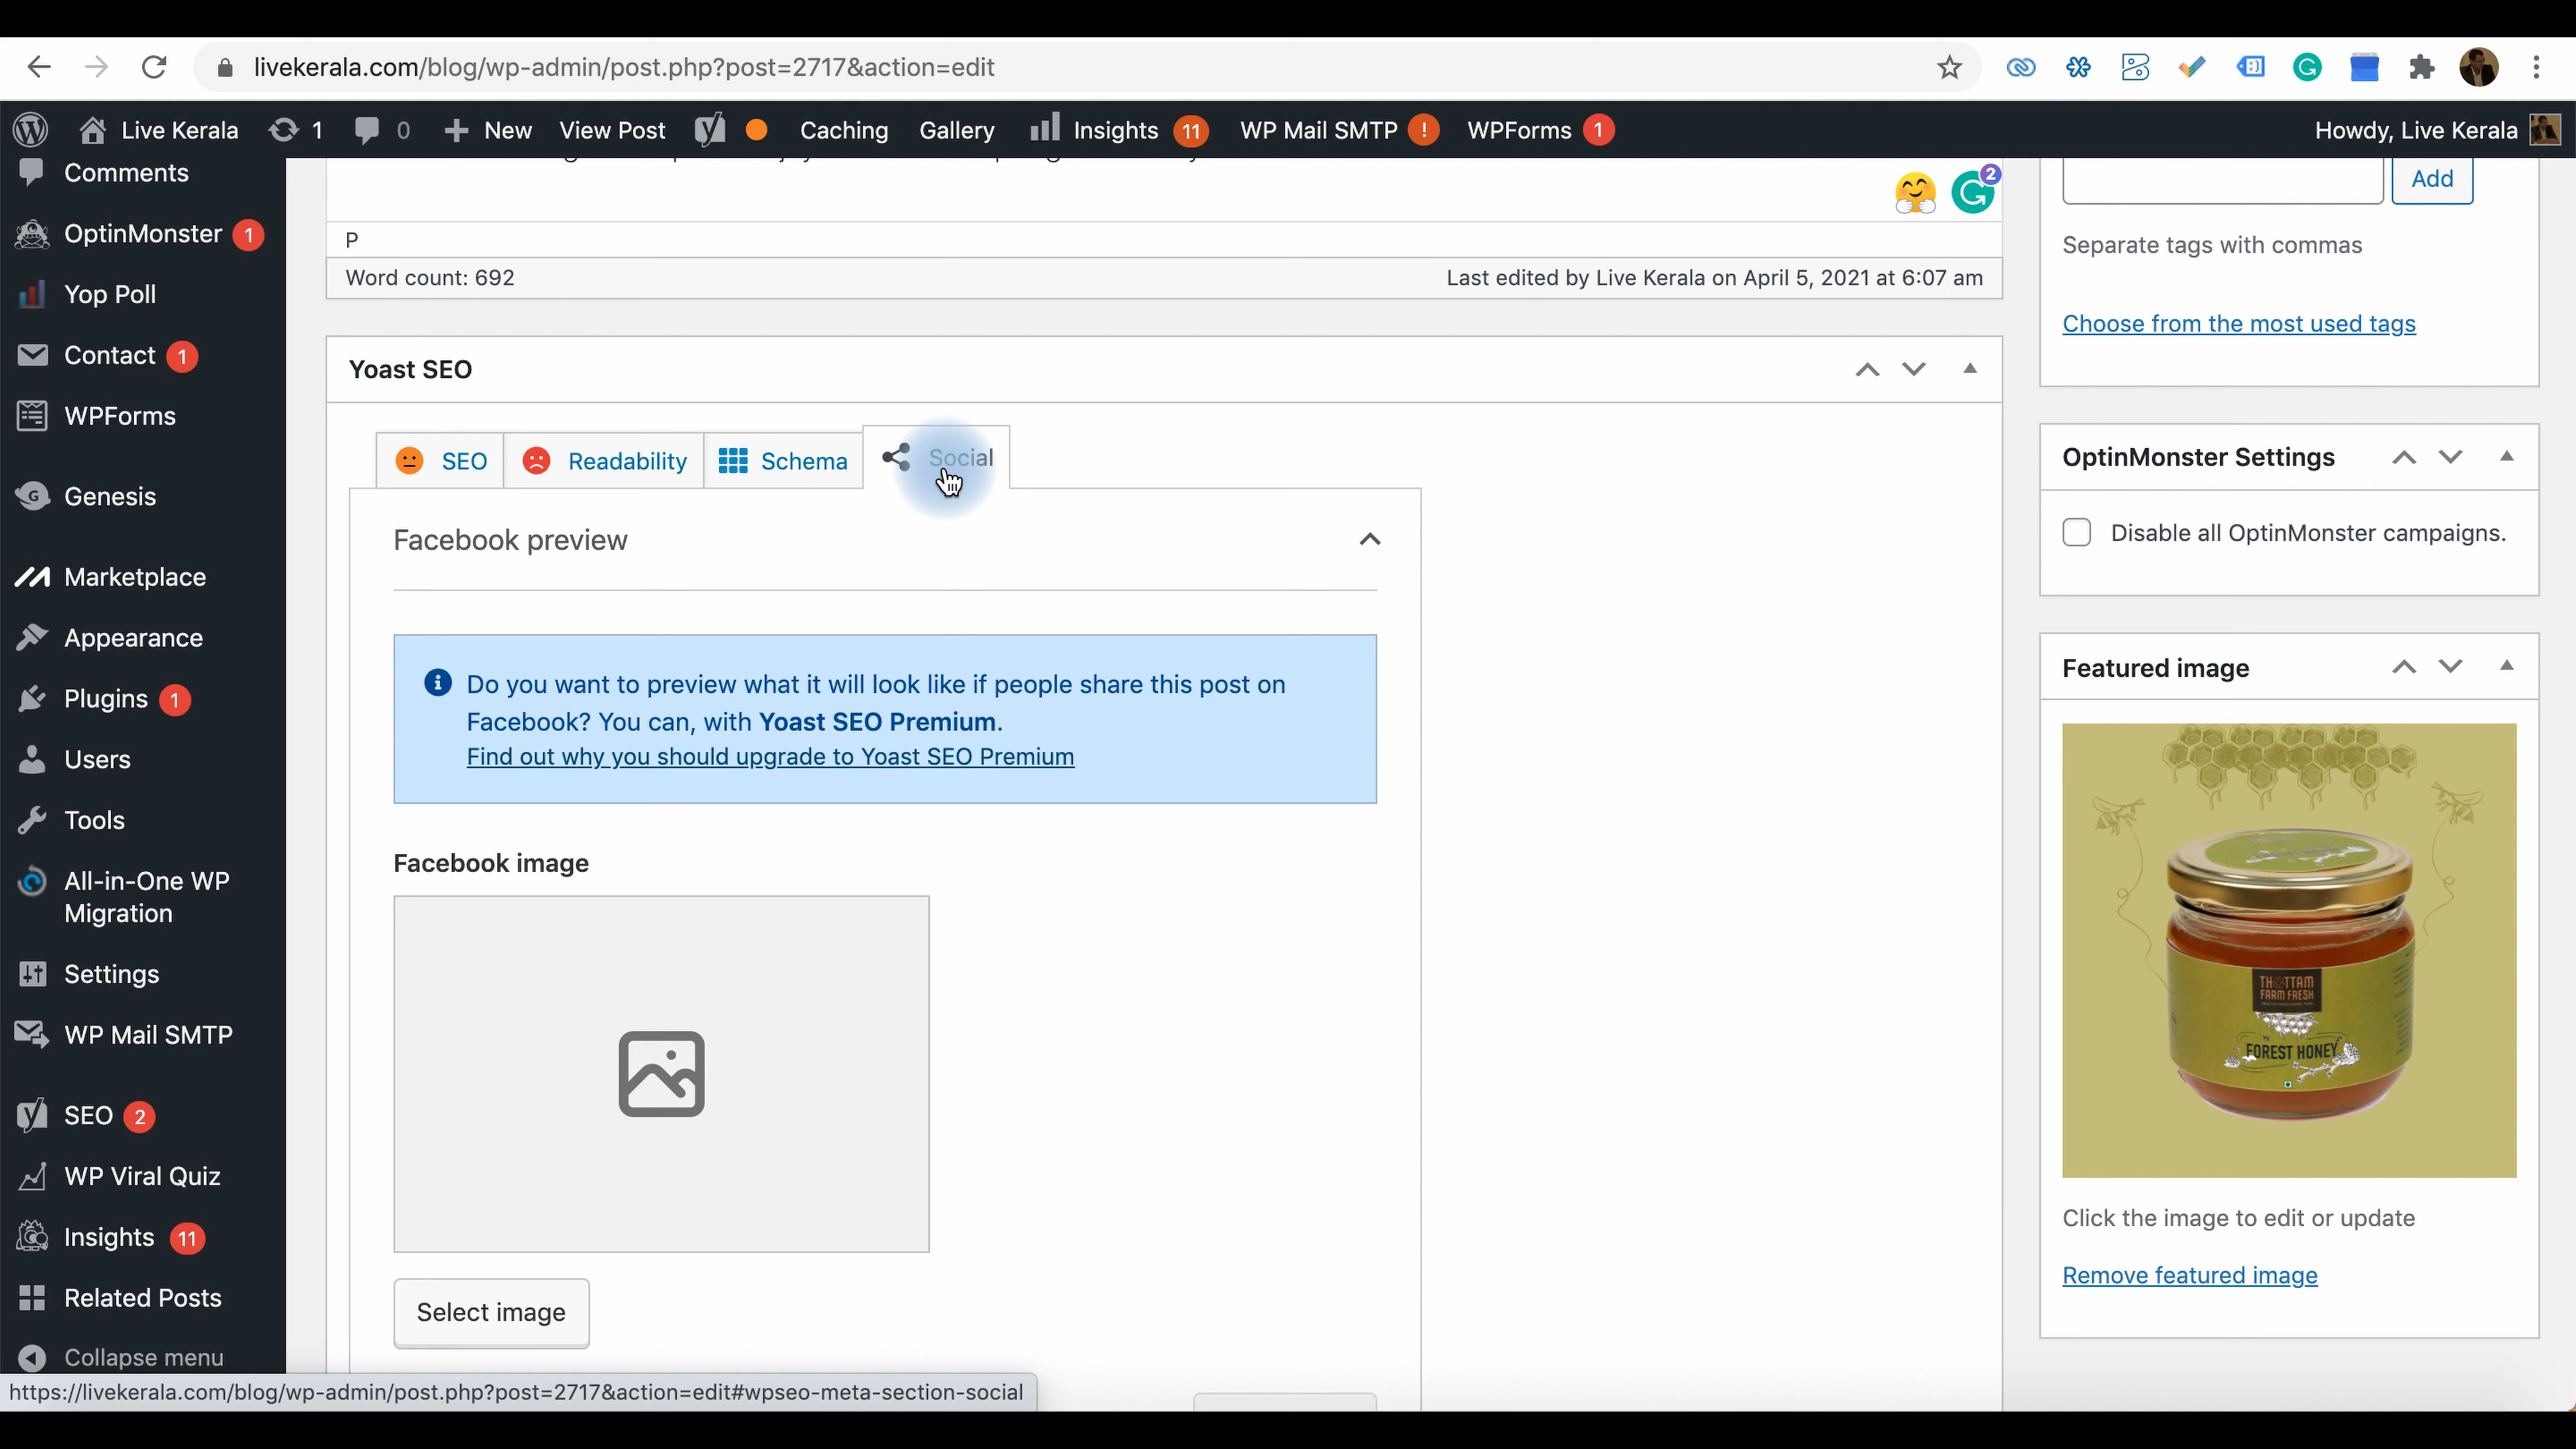 livekerala.com/blog/wp-admin/post.php?post=2717&action=edit
Live Kerala 1 0 New View Post Caching Gallery Insights 11 WP Mail SMTP ! WPForms 1 Howdy, Live Kerala
Comments
OptinMonster 1
Yop Poll
Contact 1
WPForms
Genesis
Marketplace
Appearance
Plugins 1
Users
Tools
All-in-One WP
Migration
Settings
WP Mail SMTP
SEO 2
WP Viral Quiz
Insights 11
Related Posts
Collapse menu
2
P
Word count: 692 Last edited by Live Kerala on April 5, 2021 at 6:07 am
Yoast SEO
SEO Readability Schema Social
Facebook preview
Do you want to preview what it will look like if people share this post on
Facebook? You can, with Yoast SEO Premium.
Find out why you should upgrade to Yoast SEO Premium
Facebook image
Select image
Add
Separate tags with commas
Choose from the most used tags
OptinMonster Settings
Disable all OptinMonster campaigns.
Featured image
THOTTAM
FARM FRESH
FOREST HONEY
Click the image to edit or update
Remove featured image
https://livekerala.com/blog/wp-admin/post.php?post=2717&action=edit#wpseo-meta-section-social